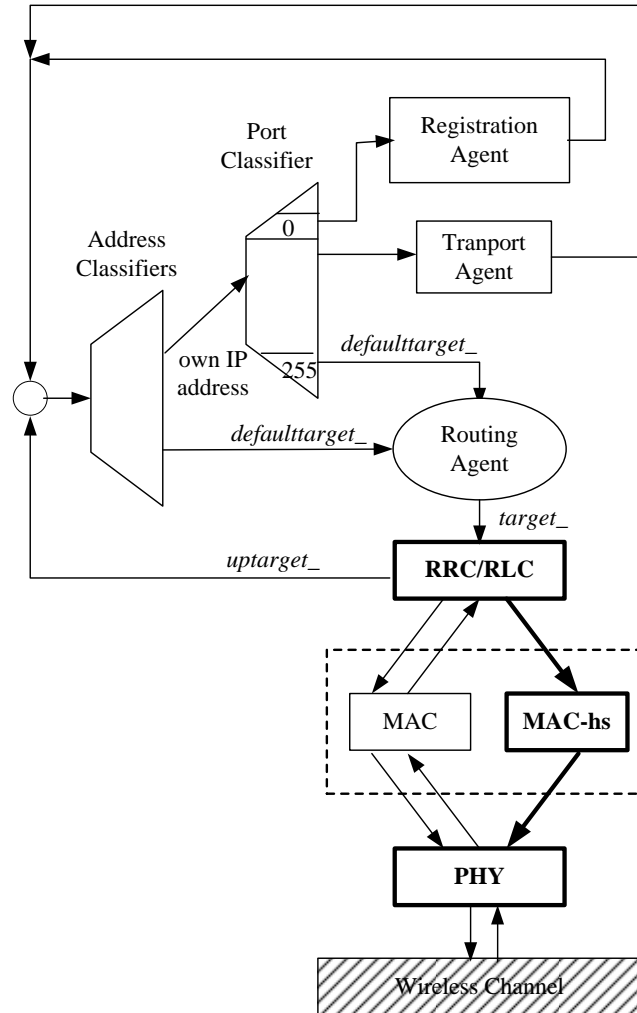 Registration
Agent
Port
Classifier
0
Address
Classifiers
Tranport
Agent
own IP
address
255
defaulttarget_
defaulttarget_
Routing
Agent
target_
uptarget_
RRC/RLC
MAC
MAC-hs
PHY
Wireless Channel